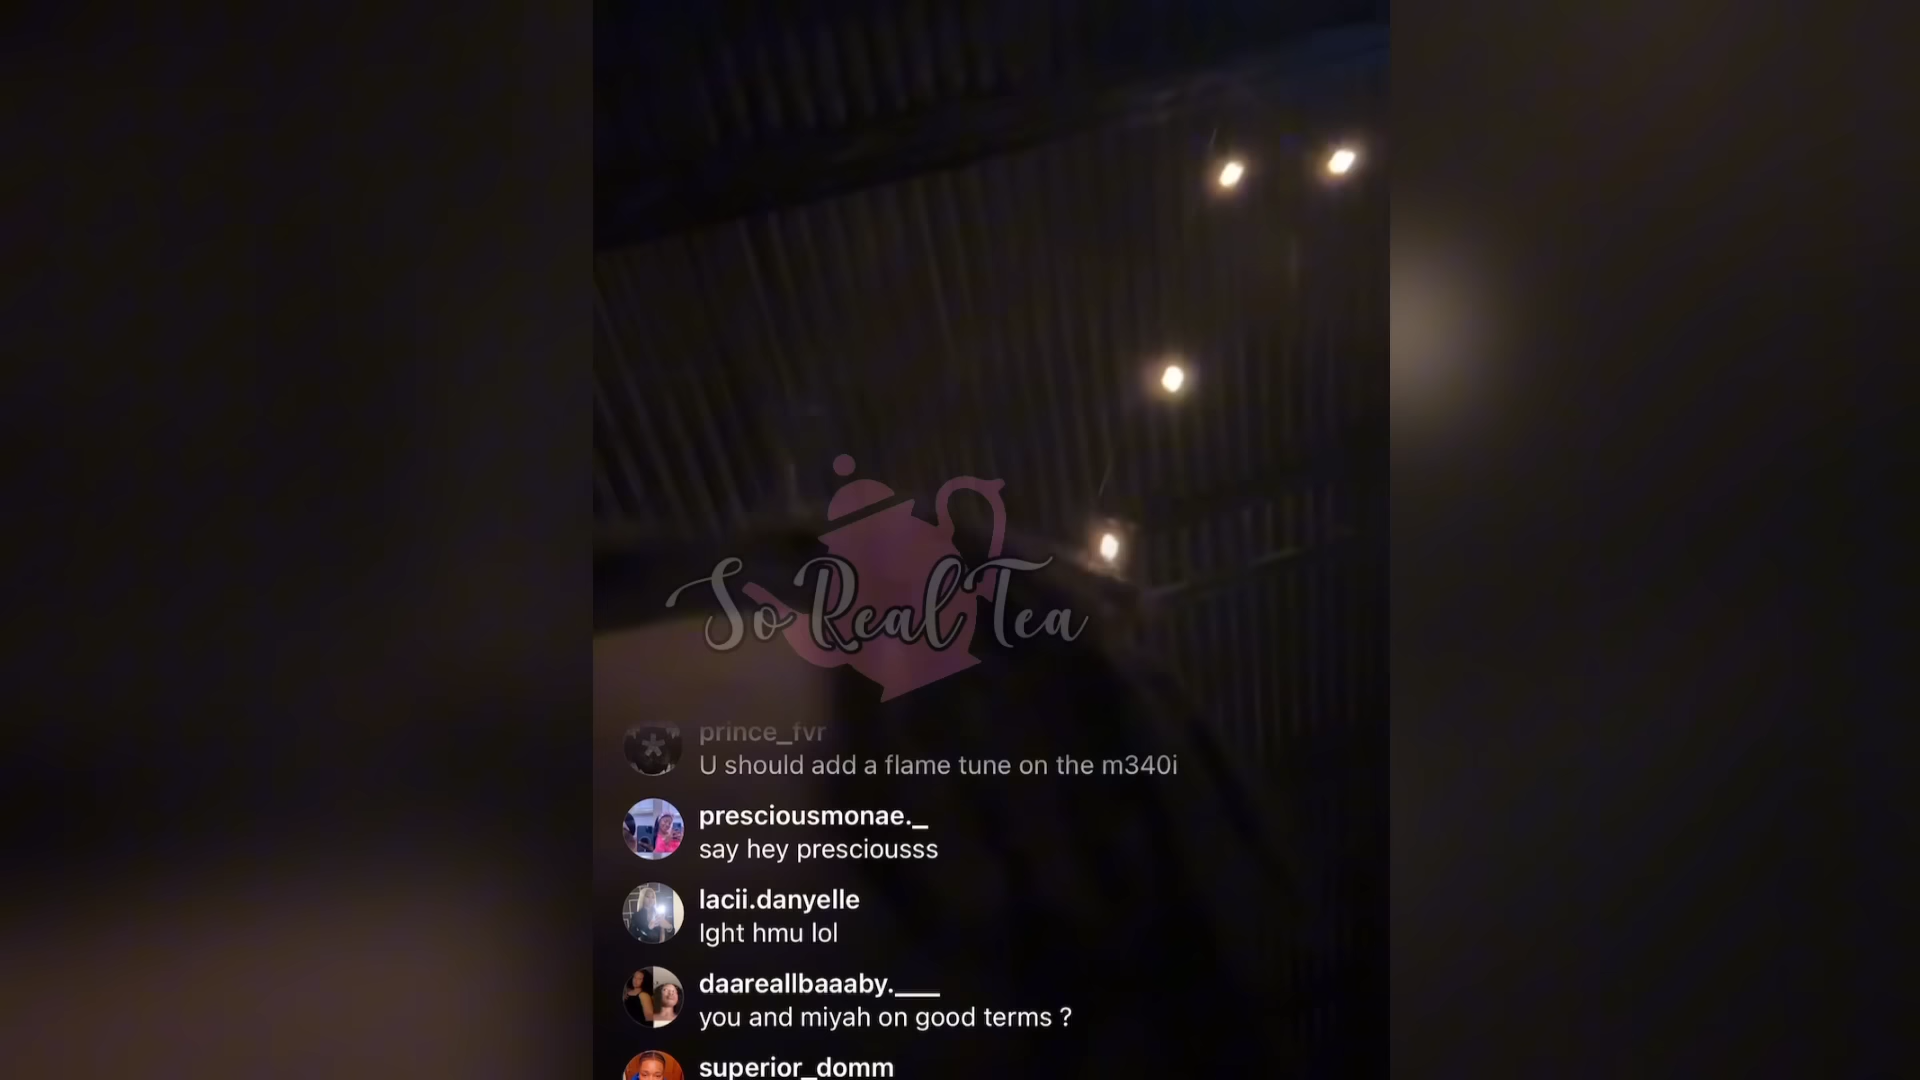 So Real Tea
prince_fvr
U should add a flame tune on the m340i
presciousmonae._
say hey presciousss
lacii.danyelle
Ight hmu lol
daareallbaaaby.___
you and miyah on good terms ?
superior_domm